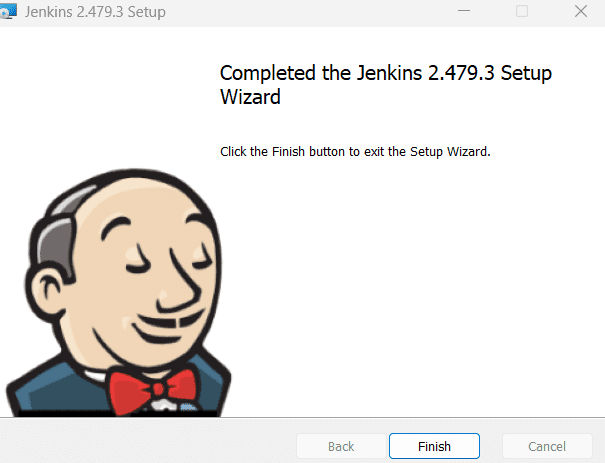 Jenkins 2.479.3 Setup
Completed the Jenkins 2.479.3 Setup
Wizard
Click the Finish button to exit the Setup Wizard.
Back
Finish
Cancel